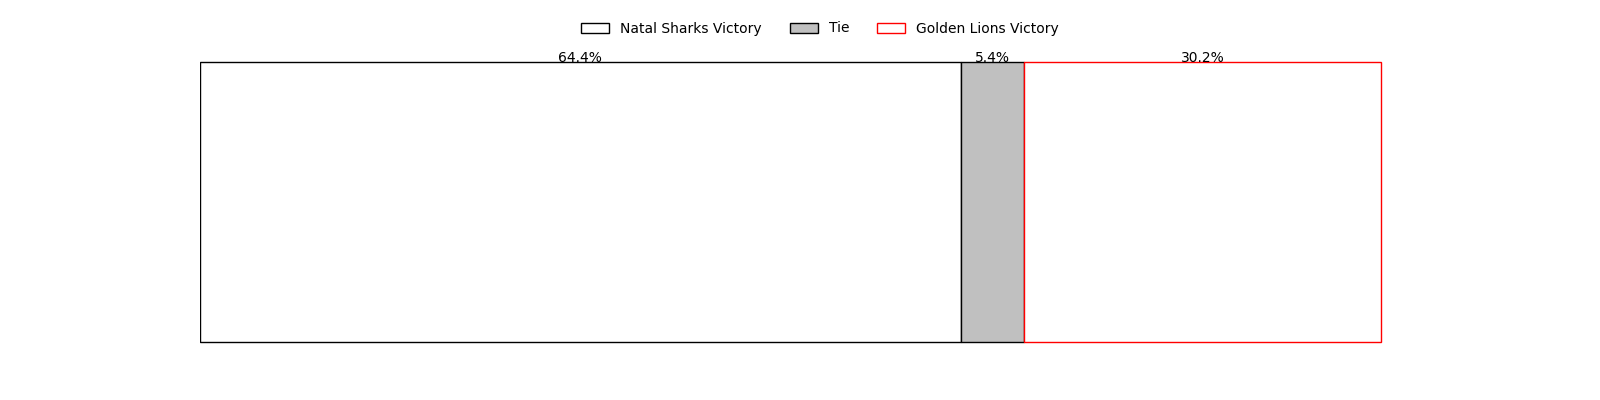 Natal Sharks Victory Tie Golden Lions Victory
64.4% 5.4% 30.2%